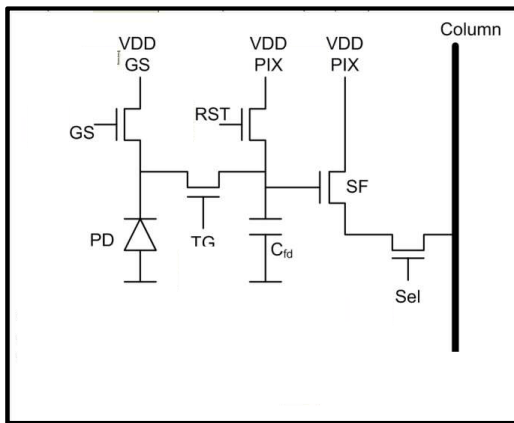 Column
VDD
GS
VDD
PIX
VDD
PIX
GS
RST
SF
PD
TG
Cfd
Sel